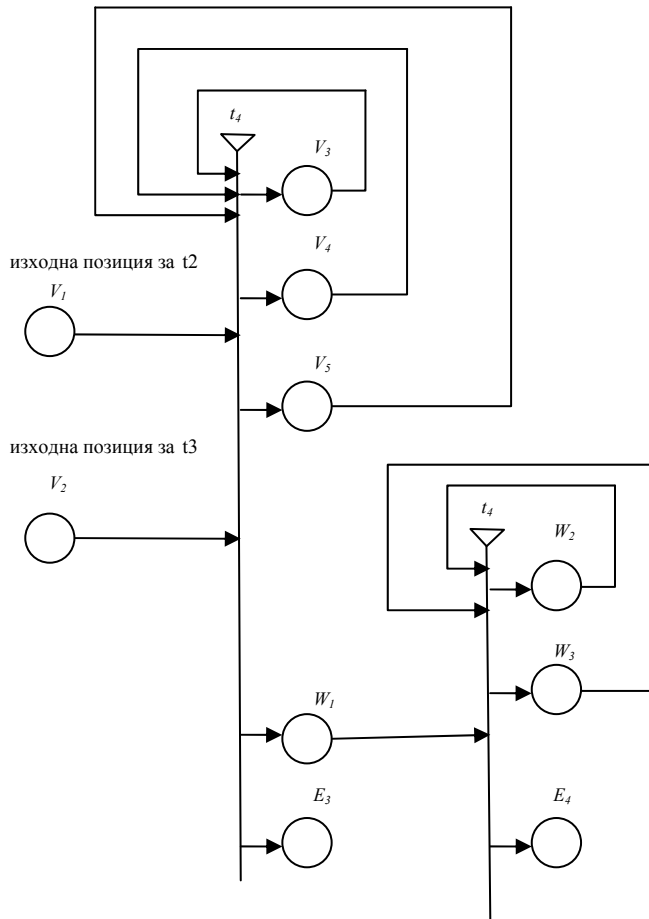 t4
V3
V4
изходна позиция за t2
V1
V5
изходна позиция за t3
V2
t4
W2
W3
W1
E3
E4